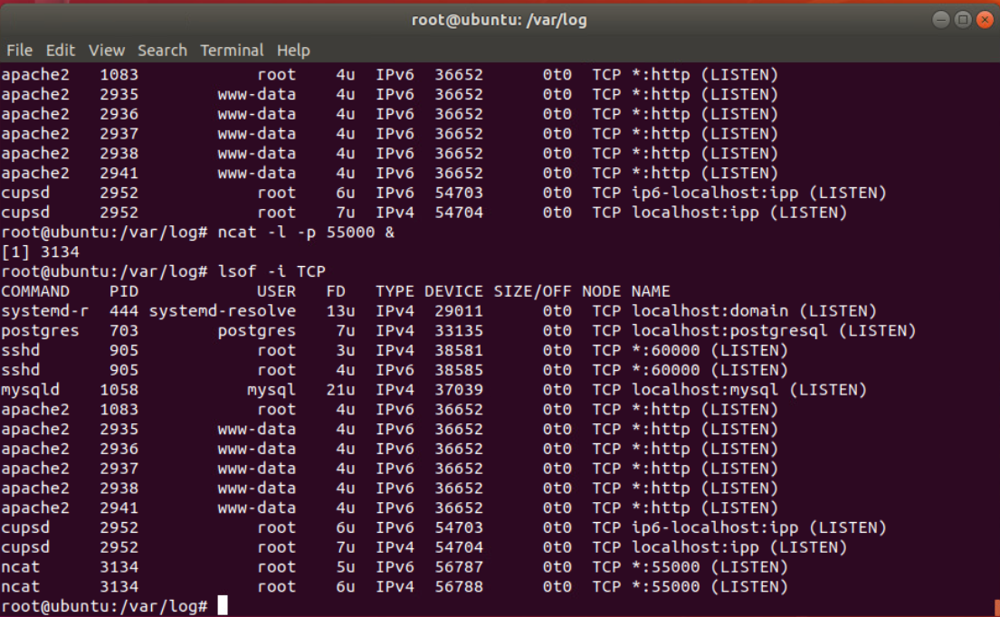 root@ubuntu: /var/log
File Edit View Search Terminal Help
apache2   1083            root    4u  IPv6  36652      0t0  TCP *:http (LISTEN)
apache2   2935        www-data    4u  IPv6  36652      0t0  TCP *:http (LISTEN)
apache2   2936        www-data    4u  IPv6  36652      0t0  TCP *:http (LISTEN)
apache2   2937        www-data    4u  IPv6  36652      0t0  TCP *:http (LISTEN)
apache2   2938        www-data    4u  IPv6  36652      0t0  TCP *:http (LISTEN)
apache2   2941        www-data    4u  IPv6  36652      0t0  TCP *:http (LISTEN)
cupsd     2952            root    6u  IPv6  54703      0t0  TCP ip6-localhost:ipp (LISTEN)
cupsd     2952            root    7u  IPv4  54704      0t0  TCP localhost:ipp (LISTEN)
root@ubuntu:/var/log# ncat -l -p 55000 &
[1] 3134
root@ubuntu:/var/log# lsof -i TCP
COMMAND    PID            USER   FD   TYPE DEVICE SIZE/OFF NODE NAME
systemd-r  444 systemd-resolve   13u  IPv4  29011      0t0  TCP localhost:domain (LISTEN)
postgres   703        postgres    7u  IPv4  33135      0t0  TCP localhost:postgresql (LISTEN)
sshd       905            root    3u  IPv4  38581      0t0  TCP *:60000 (LISTEN)
sshd       905            root    4u  IPv6  38585      0t0  TCP *:60000 (LISTEN)
mysqld    1058           mysql   21u  IPv4  37039      0t0  TCP localhost:mysql (LISTEN)
apache2   1083            root    4u  IPv6  36652      0t0  TCP *:http (LISTEN)
apache2   2935        www-data    4u  IPv6  36652      0t0  TCP *:http (LISTEN)
apache2   2936        www-data    4u  IPv6  36652      0t0  TCP *:http (LISTEN)
apache2   2937        www-data    4u  IPv6  36652      0t0  TCP *:http (LISTEN)
apache2   2938        www-data    4u  IPv6  36652      0t0  TCP *:http (LISTEN)
apache2   2941        www-data    4u  IPv6  36652      0t0  TCP *:http (LISTEN)
cupsd     2952            root    6u  IPv6  54703      0t0  TCP ip6-localhost:ipp (LISTEN)
cupsd     2952            root    7u  IPv4  54704      0t0  TCP localhost:ipp (LISTEN)
ncat      3134            root    5u  IPv6  56787      0t0  TCP *:55000 (LISTEN)
ncat      3134            root    6u  IPv4  56788      0t0  TCP *:55000 (LISTEN)
root@ubuntu:/var/log#